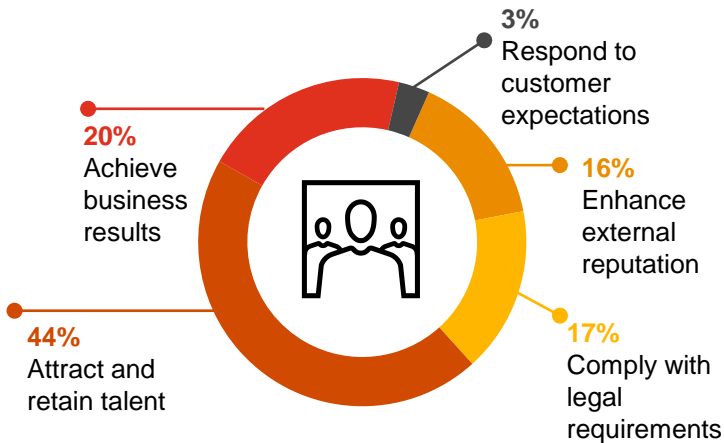 3%
Respond to
customer
expectations
20%
Achieve
business
results
16%
Enhance
external
reputation
44%
Attract and
retain talent
17%
Comply with
legal
requirements